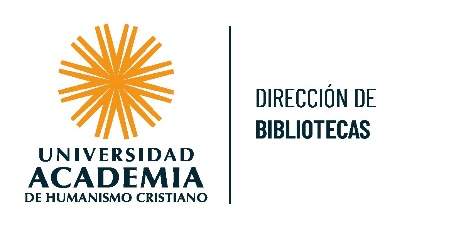 UNIVERSIDAD
ACADEMIA
DE HUMANISMO CRISTIANO
DIRECCIÓN DE
BIBLIOTECAS